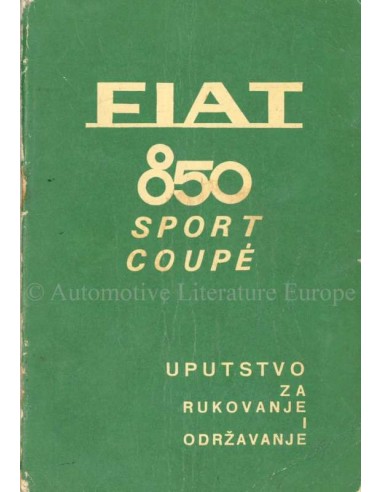 FIAT
850
SPORT
COUPÉ
© Automotive Literature Europe
UPUTSTVO
ZA
RUKOVANJE
I
ODRŽAVANJE